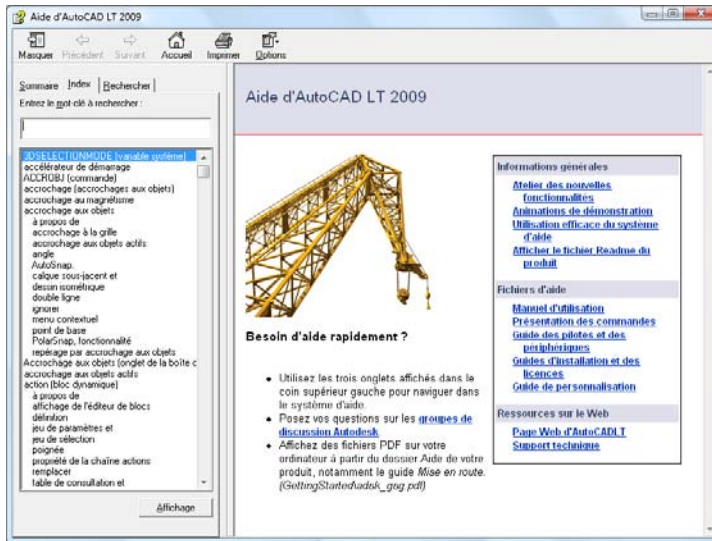 Aide d'AutoCAD LT 2009
Masquer Précédent Suivant Accueil Imprimer Options
Sommaire Index Rechercher
Entrez le mot-clé à rechercher :
3DSELECTIONMODE (variable système)
accélérateur de démarrage
ACCROBJ (commande)
accrochage (accrochages aux objets)
accrochage au magnétisme
accrochage aux objets
à propos de
accrochage à la grille
accrochage aux objets actifs
angle
AutoSnap,
calque sous-jacent et
dessin isométrique
double ligne
ignorer
menu contextuel
point de base
PolarSnap, fonctionnalité
repérage par accrochage aux objets
Accrochage aux objets (onglet de la boîte c
accrochage aux objets actifs
action (bloc dynamique)
à propos de
affichage de l'éditeur de blocs
définition
jeu de paramètres et
jeu de sélection
poignée
propriété de la chaîne actions
remplacer
table de consultation et
Affichage
Aide d'AutoCAD LT 2009
Besoin d'aide rapidement ?
• Utilisez les trois onglets affichés dans le
coin supérieur gauche pour naviguer dans
le système d'aide.
• Posez vos questions sur les groupes de
discussion Autodesk.
• Affichez des fichiers PDF sur votre
ordinateur à partir du dossier Aide de votre
produit, notamment le guide Mise en route.
(GettingStarted\adsk_gsg.pdf)
Informations générales
Atelier des nouvelles
fonctionnalités
Animations de démonstration
Utilisation efficace du système
d'aide
Afficher le fichier Readme du
produit
Fichiers d'aide
Manuel d'utilisation
Présentation des commandes
Guide des pilotes et des
périphériques
Guides d'installation et des
licences
Guide de personnalisation
Ressources sur le Web
Page Web d'AutoCADLT
Support technique